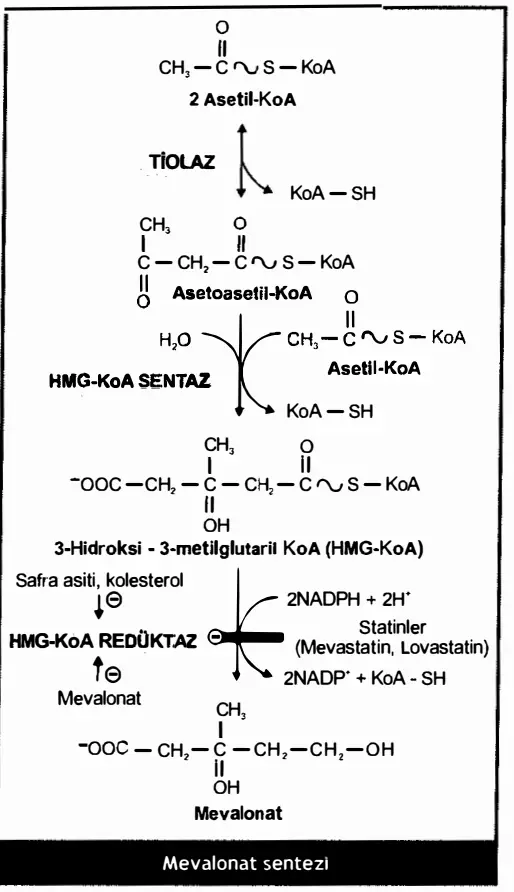 O
CH₃ — C ∿ S — KoA
2 Asetil-KoA
TİOLAZ
KoA — SH
CH₃ O
C — CH₂ — C ∿ S — KoA
O Asetoasetil-KoA
O
H₂O CH₃ — C ∿ S — KoA
Asetil-KoA
HMG-KoA SENTAZ
KoA — SH
CH₃ O
⁻OOC — CH₂ — C — CH₂ — C ∿ S — KoA
OH
3-Hidroksi - 3-metilglutaril KoA (HMG-KoA)
Safra asiti, kolesterol
⊖
2NADPH + 2H⁺
HMG-KoA REDÜKTAZ ⊖
Statinler
(Mevastatin, Lovastatin)
⊖
Mevalonat
2NADP⁺ + KoA - SH
CH₃
⁻OOC — CH₂ — C — CH₂ — CH₂ — OH
OH
Mevalonat
Mevalonat sentezi